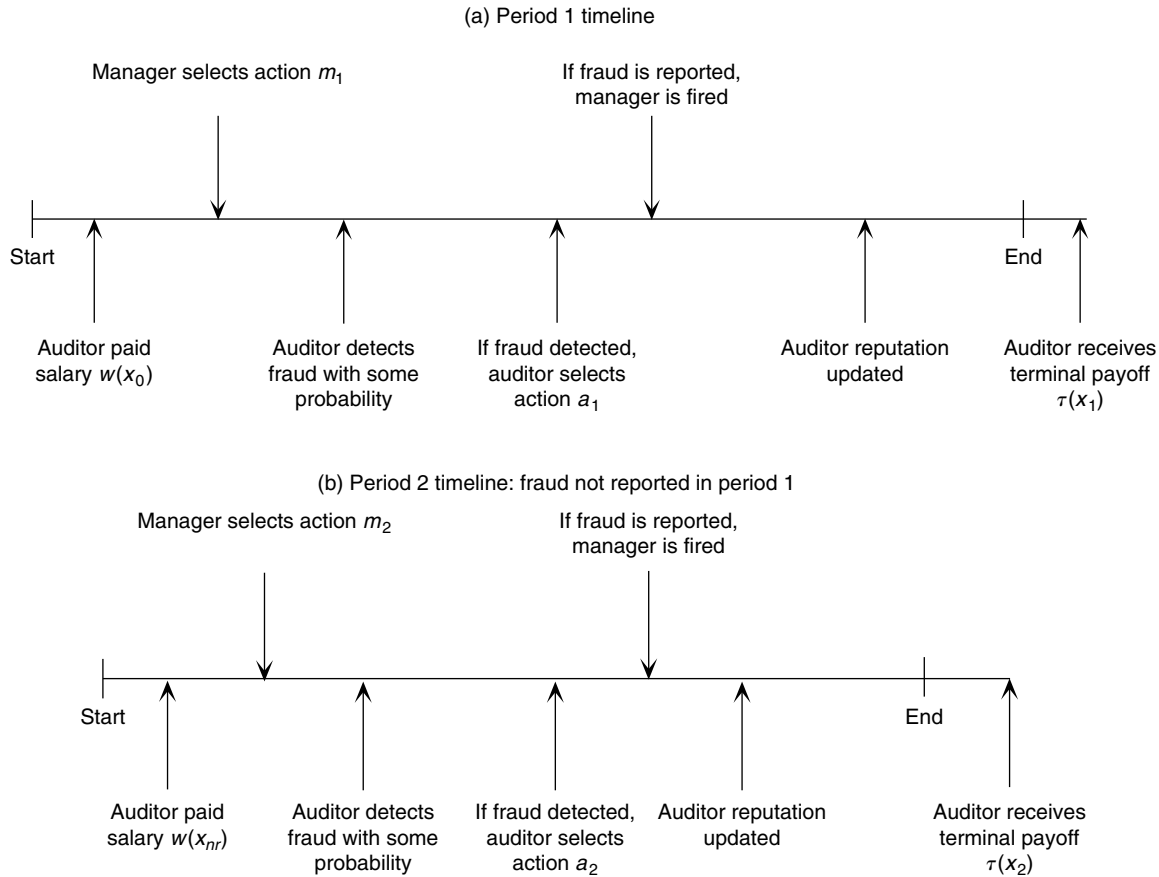 (a) Period 1 timeline
Manager selects action m1
If fraud is reported,
manager is fired
Start
End
Auditor paid
salary w(x0)
Auditor detects
fraud with some
probability
If fraud detected,
auditor selects
action a1
Auditor reputation
updated
Auditor receives
terminal payoff
τ(x1)
(b) Period 2 timeline: fraud not reported in period 1
Manager selects action m2
If fraud is reported,
manager is fired
Start
End
Auditor paid
salary w(xnr)
Auditor detects
fraud with some
probability
If fraud detected,
auditor selects
action a2
Auditor reputation
updated
Auditor receives
terminal payoff
τ(x2)